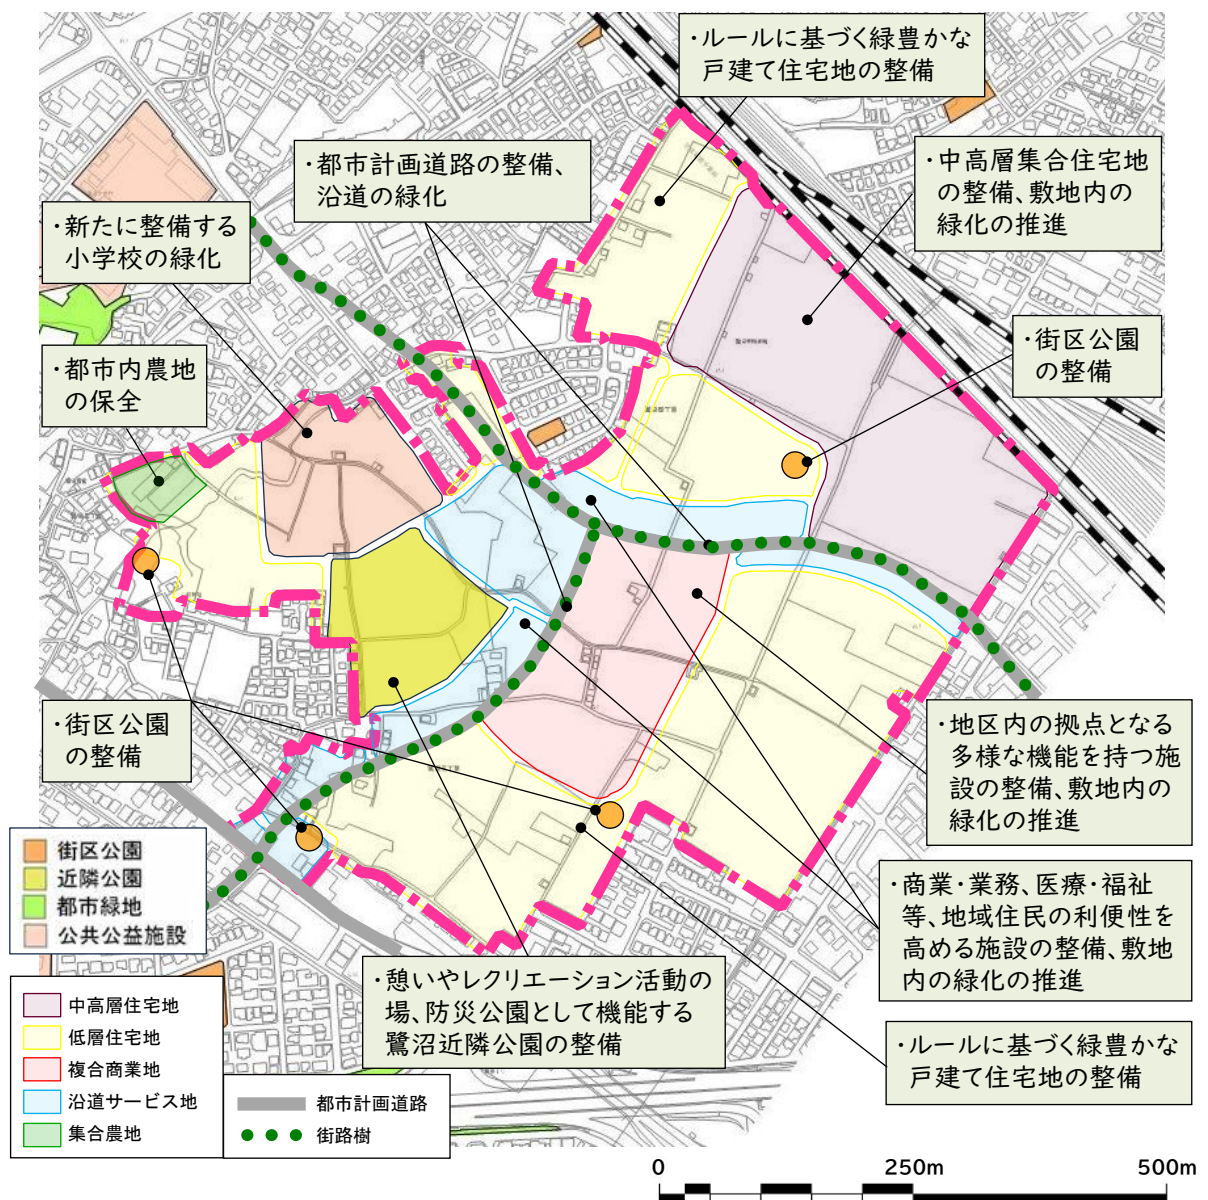 ・ルールに基づく緑豊かな
戸建て住宅地の整備
・都市計画道路の整備、
沿道の緑化
・中高層集合住宅地
の整備、敷地内の
緑化の推進
・新たに整備する
小学校の緑化
・街区公園
の整備
・都市内農地
の保全
・街区公園
の整備
・地区内の拠点となる
多様な機能を持つ施
設の整備、敷地内の
緑化の推進
・商業・業務、医療・福祉
等、地域住民の利便性を
高める施設の整備、敷地
内の緑化の推進
・憩いやレクリエーション活動の
場、防災公園として機能する
鷺沼近隣公園の整備
・ルールに基づく緑豊かな
戸建て住宅地の整備
街区公園
近隣公園
都市緑地
公共公益施設
中高層住宅地
低層住宅地
複合商業地
沿道サービス地
集合農地
都市計画道路
街路樹
0 250m 500m